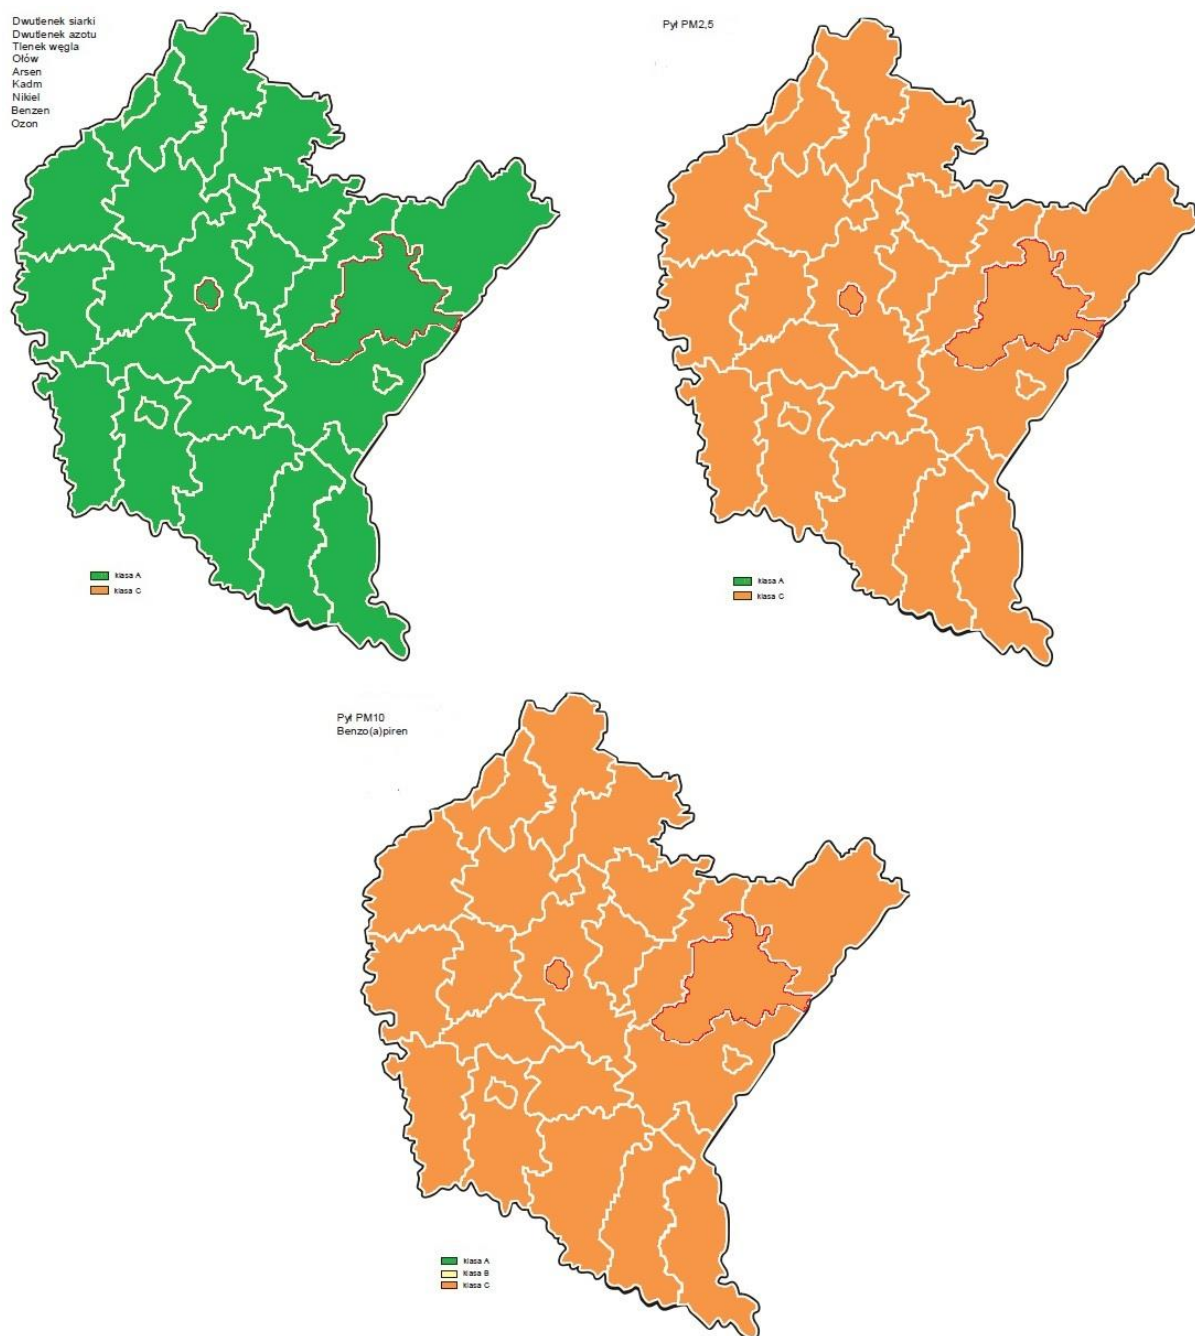 Dwutlenek siarki
Dwutlenek azotu
Tlenek węgla
Ołów
Arsen
Kadm
Nikiel
Benzen
Ozon
klasa A
klasa C
Pył PM2,5
klasa A
klasa C
Pył PM10
Benzo(a)piren
klasa A
klasa B
klasa C